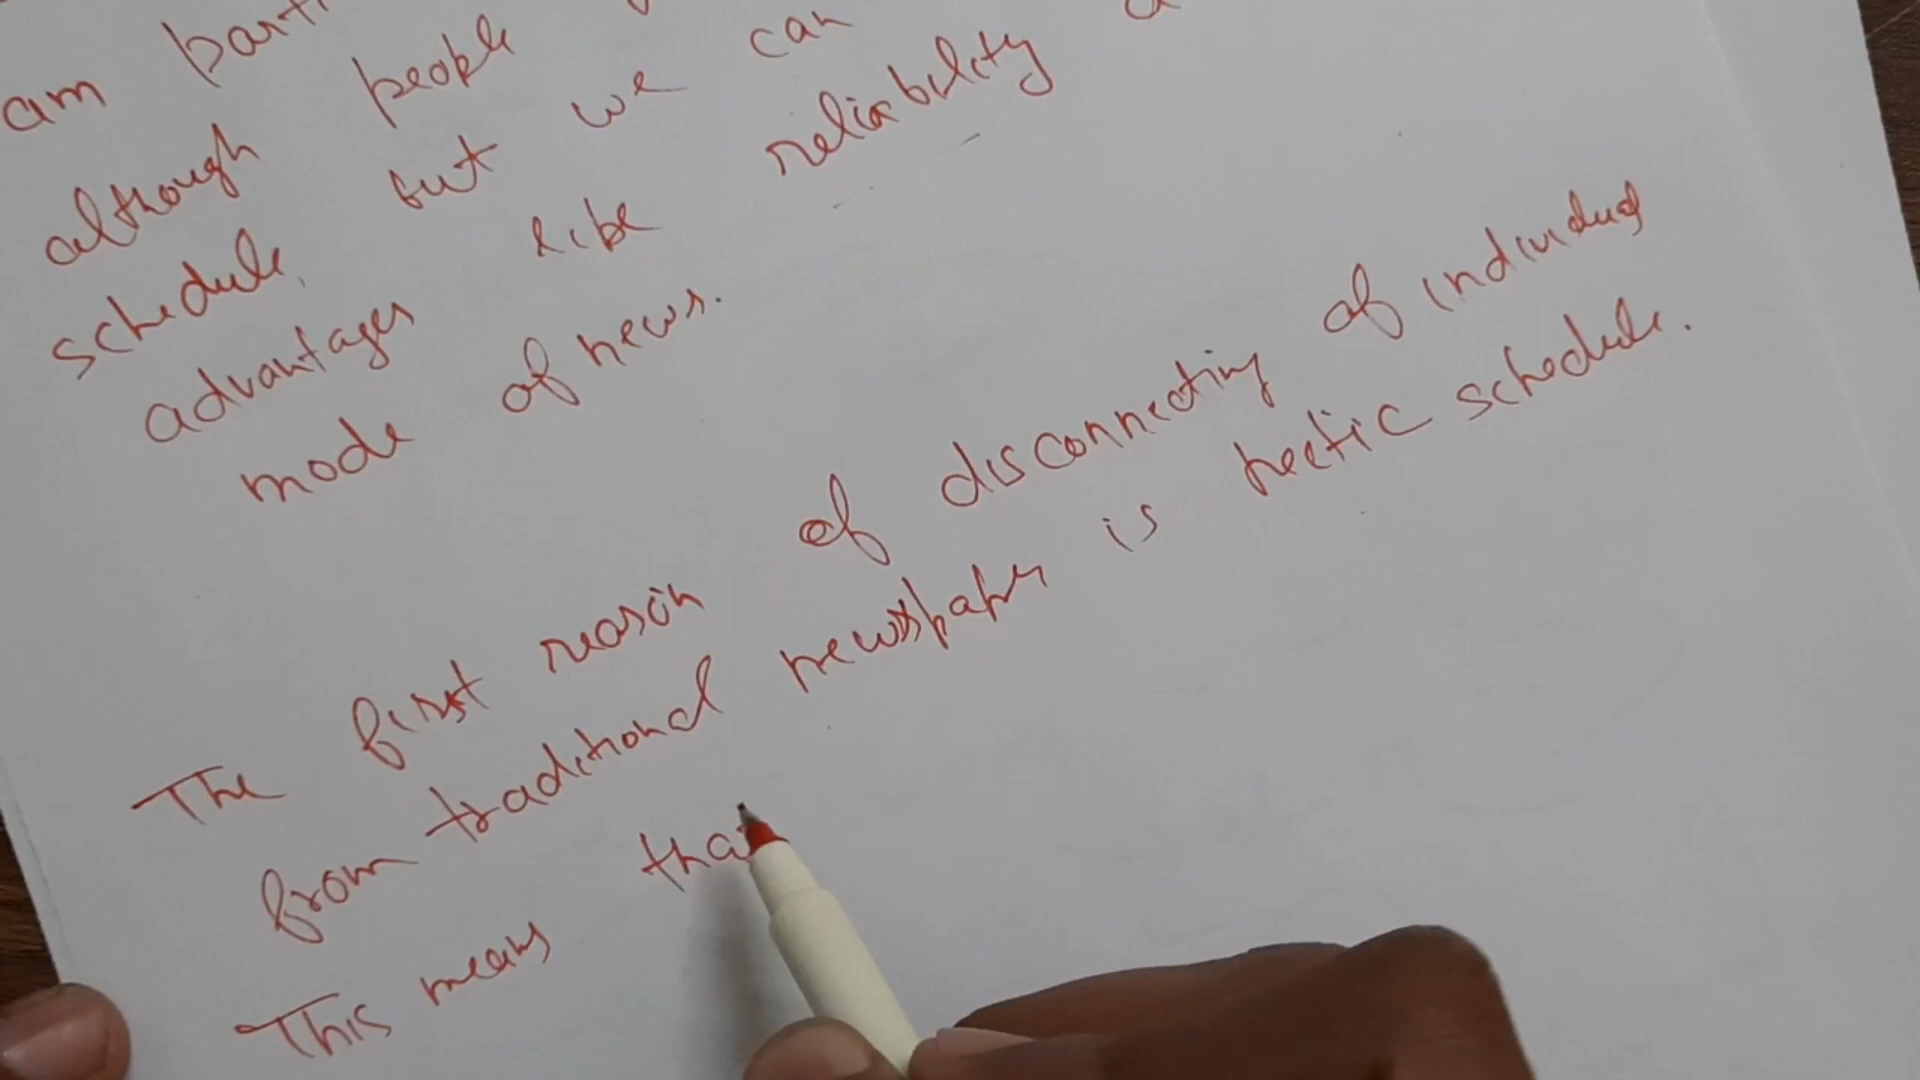 am
although people
schedule, but we can
advantages like reliability
mode of news.
The first reason of disconnecting of individual
from traditional newspaper is hectic schedule.
This means tha